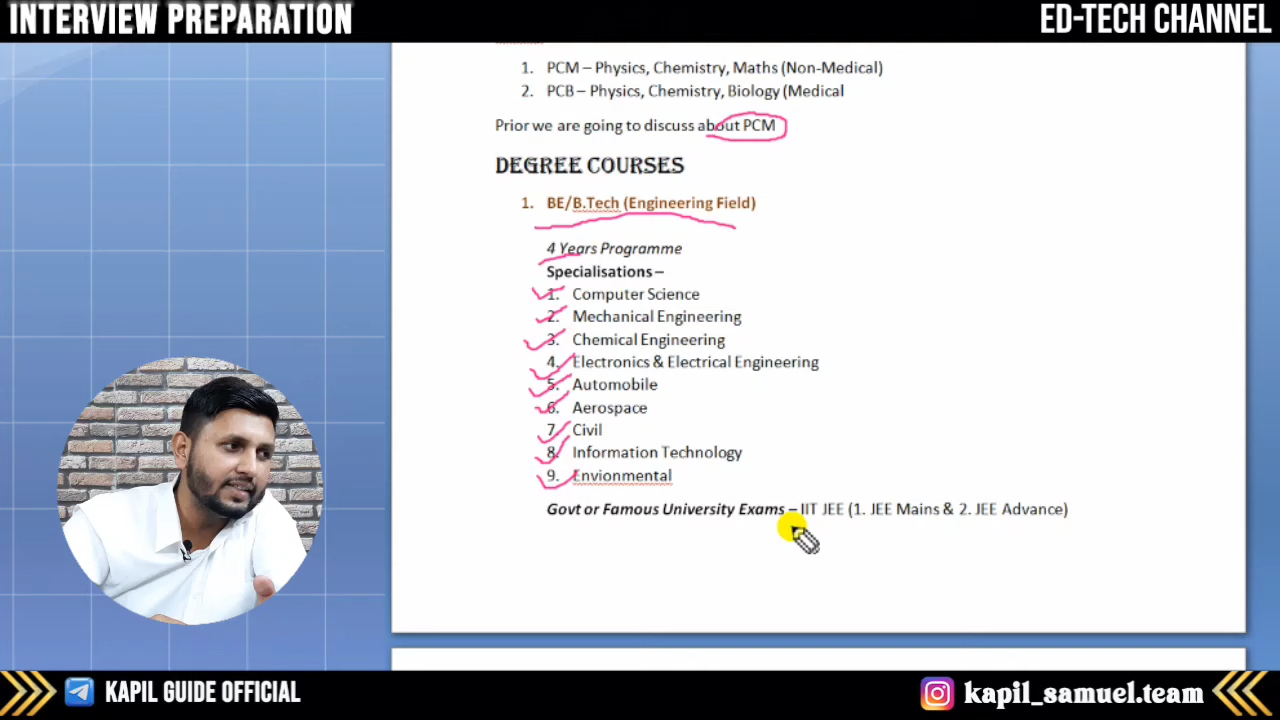 INTERVIEW PREPARATION
ED-TECH CHANNEL
1. PCM – Physics, Chemistry, Maths (Non-Medical)
2. PCB – Physics, Chemistry, Biology (Medical
Prior we are going to discuss about PCM
DEGREE COURSES
1. BE/B.Tech (Engineering Field)
4 Years Programme
Specialisations –
1. Computer Science
2. Mechanical Engineering
3. Chemical Engineering
4. Electronics & Electrical Engineering
5. Automobile
6. Aerospace
7. Civil
8. Information Technology
9. Envionmental
Govt or Famous University Exams – IIT JEE (1. JEE Mains & 2. JEE Advance)
KAPIL GUIDE OFFICIAL
kapil_samuel.team